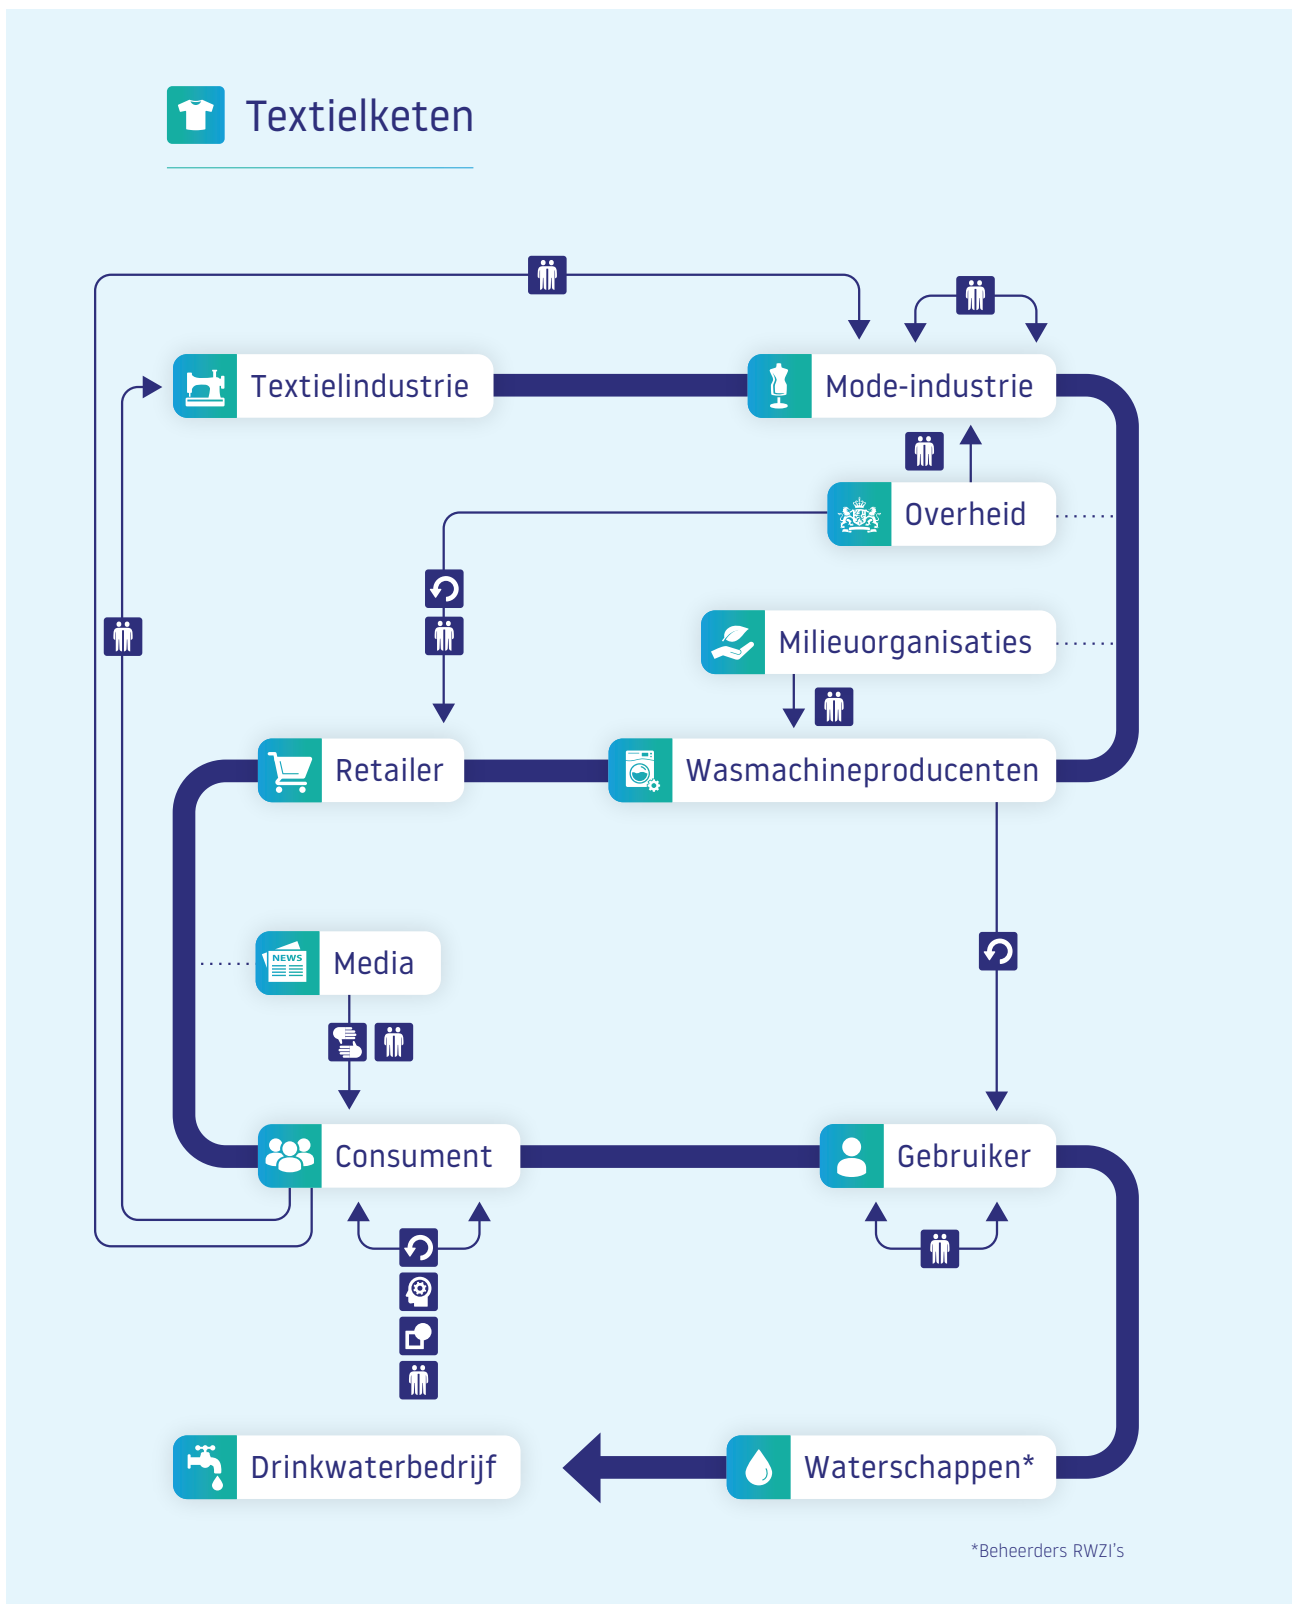 Textielketen
Textielindustrie
Mode-industrie
Overheid
Milieuorganisaties
Retailer
Wasmachineproducenten
NEWS
Media
Consument
Gebruiker
Drinkwaterbedrijf
Waterschappen*
*Beheerders RWZI's